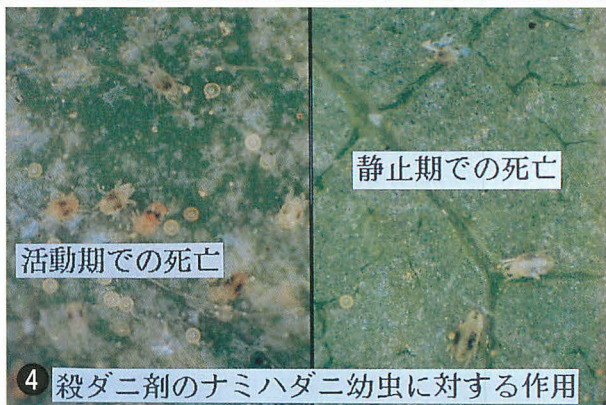 静止期での死亡
活動期での死亡
4 殺ダニ剤のナミハダニ幼虫に対する作用